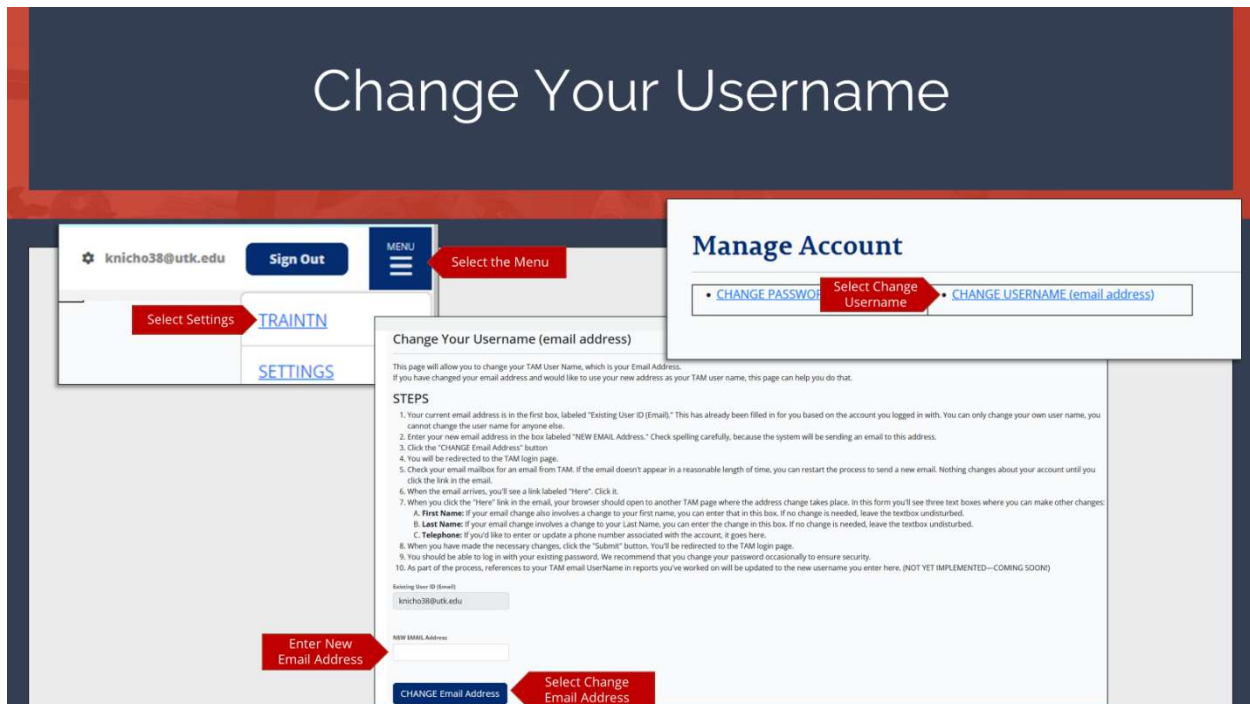 Change Your Username
knicho38@utk.edu
Sign Out
MENU
Select the Menu
Select Settings
TRAINTN
SETTINGS
Manage Account
• CHANGE PASSWOR
Select Change
Username
• CHANGE USERNAME (email address)
Change Your Username (email address)
This page will allow you to change your TAM User Name, which is your Email Address.
If you have changed your email address and would like to use your new address as your TAM user name, this page can help you do that.
STEPS
1. Your current email address is in the first box, labeled "Existing User ID (Email)." This has already been filled in for you based on the account you logged in with. You can only change your own user name, you
cannot change the user name for anyone else.
2. Enter your new email address in the box labeled "NEW EMAIL Address." Check spelling carefully, because the system will be sending an email to this address.
3. Click the "CHANGE Email Address" button
4. You will be redirected to the TAM login page.
5. Check your email mailbox for an email from TAM. If the email doesn't appear in a reasonable length of time, you can restart the process to send a new email. Nothing changes about your account until you
click the link in the email.
6. When the email arrives, you'll see a link labeled "Here". Click it.
7. When you click the "Here" link in the email, your browser should open to another TAM page where the address change takes place. In this form you'll see three text boxes where you can make other changes:
A. First Name: If your email change also involves a change to your first name, you can enter that in this box. If no change is needed, leave the textbox undisturbed.
B. Last Name: If your email change involves a change to your Last Name, you can enter the change in this box. If no change is needed, leave the textbox undisturbed.
C. Telephone: If you'd like to enter or update a phone number associated with the account, it goes here.
8. When you have made the necessary changes, click the "Submit" button. You'll be redirected to the TAM login page.
9. You should be able to log in with your existing password. We recommend that you change your password occasionally to ensure security.
10. As part of the process, references to your TAM email UserName in reports you've worked on will be updated to the new username you enter here. (NOT YET IMPLEMENTED—COMING SOON!)
Existing User ID (Email)
knicho38@utk.edu
NEW EMAIL Address
Enter New
Email Address
CHANGE Email Address
Select Change
Email Address